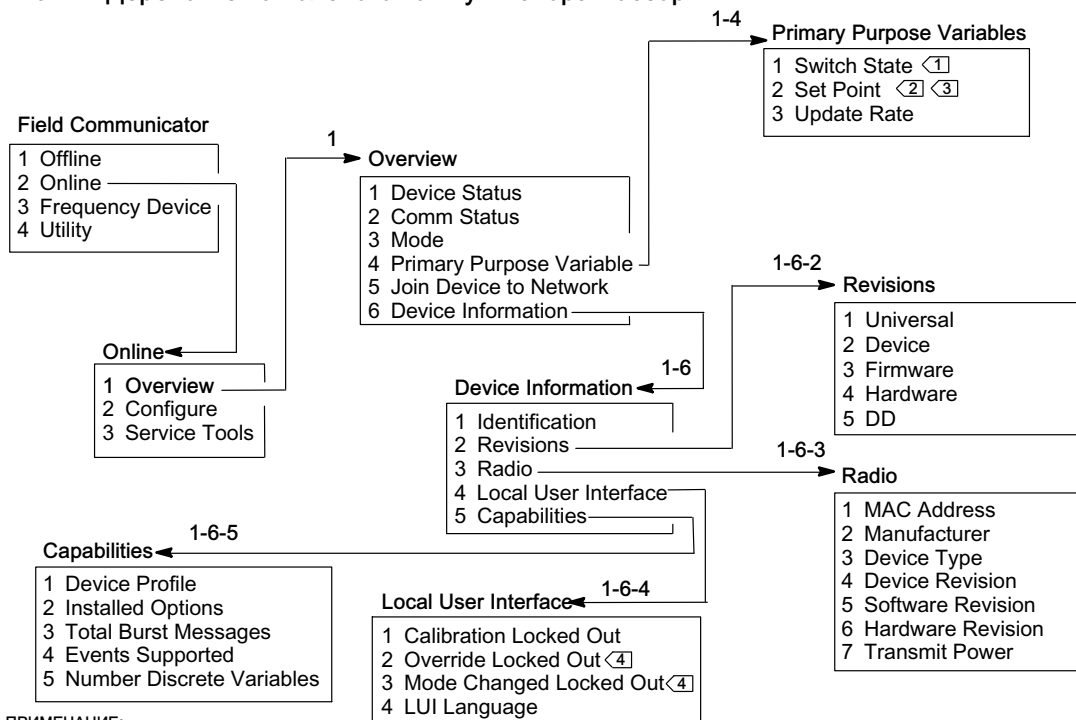 1-4
Primary Purpose Variables
1 Switch State 1
2 Set Point 2 3
3 Update Rate
Field Communicator
1 Offline
2 Online
3 Frequency Device
4 Utility
1
Overview
1 Device Status
2 Comm Status
3 Mode
4 Primary Purpose Variable
5 Join Device to Network
6 Device Information
1-6-2
Revisions
1 Universal
2 Device
3 Firmware
4 Hardware
5 DD
Online
1 Overview
2 Configure
3 Service Tools
1-6
Device Information
1 Identification
2 Revisions
3 Radio
4 Local User Interface
5 Capabilities
1-6-3
Radio
1 MAC Address
2 Manufacturer
3 Device Type
4 Device Revision
5 Software Revision
6 Hardware Revision
7 Transmit Power
1-6-5
Capabilities
1 Device Profile
2 Installed Options
3 Total Burst Messages
4 Events Supported
5 Number Discrete Variables
1-6-4
Local User Interface
1 Calibration Locked Out
2 Override Locked Out 4
3 Mode Changed Locked Out 4
4 LUI Language